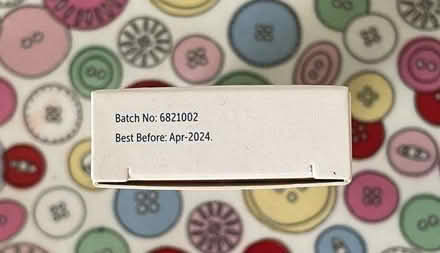 Batch No: 6821002
Best Before: Apr-2024.